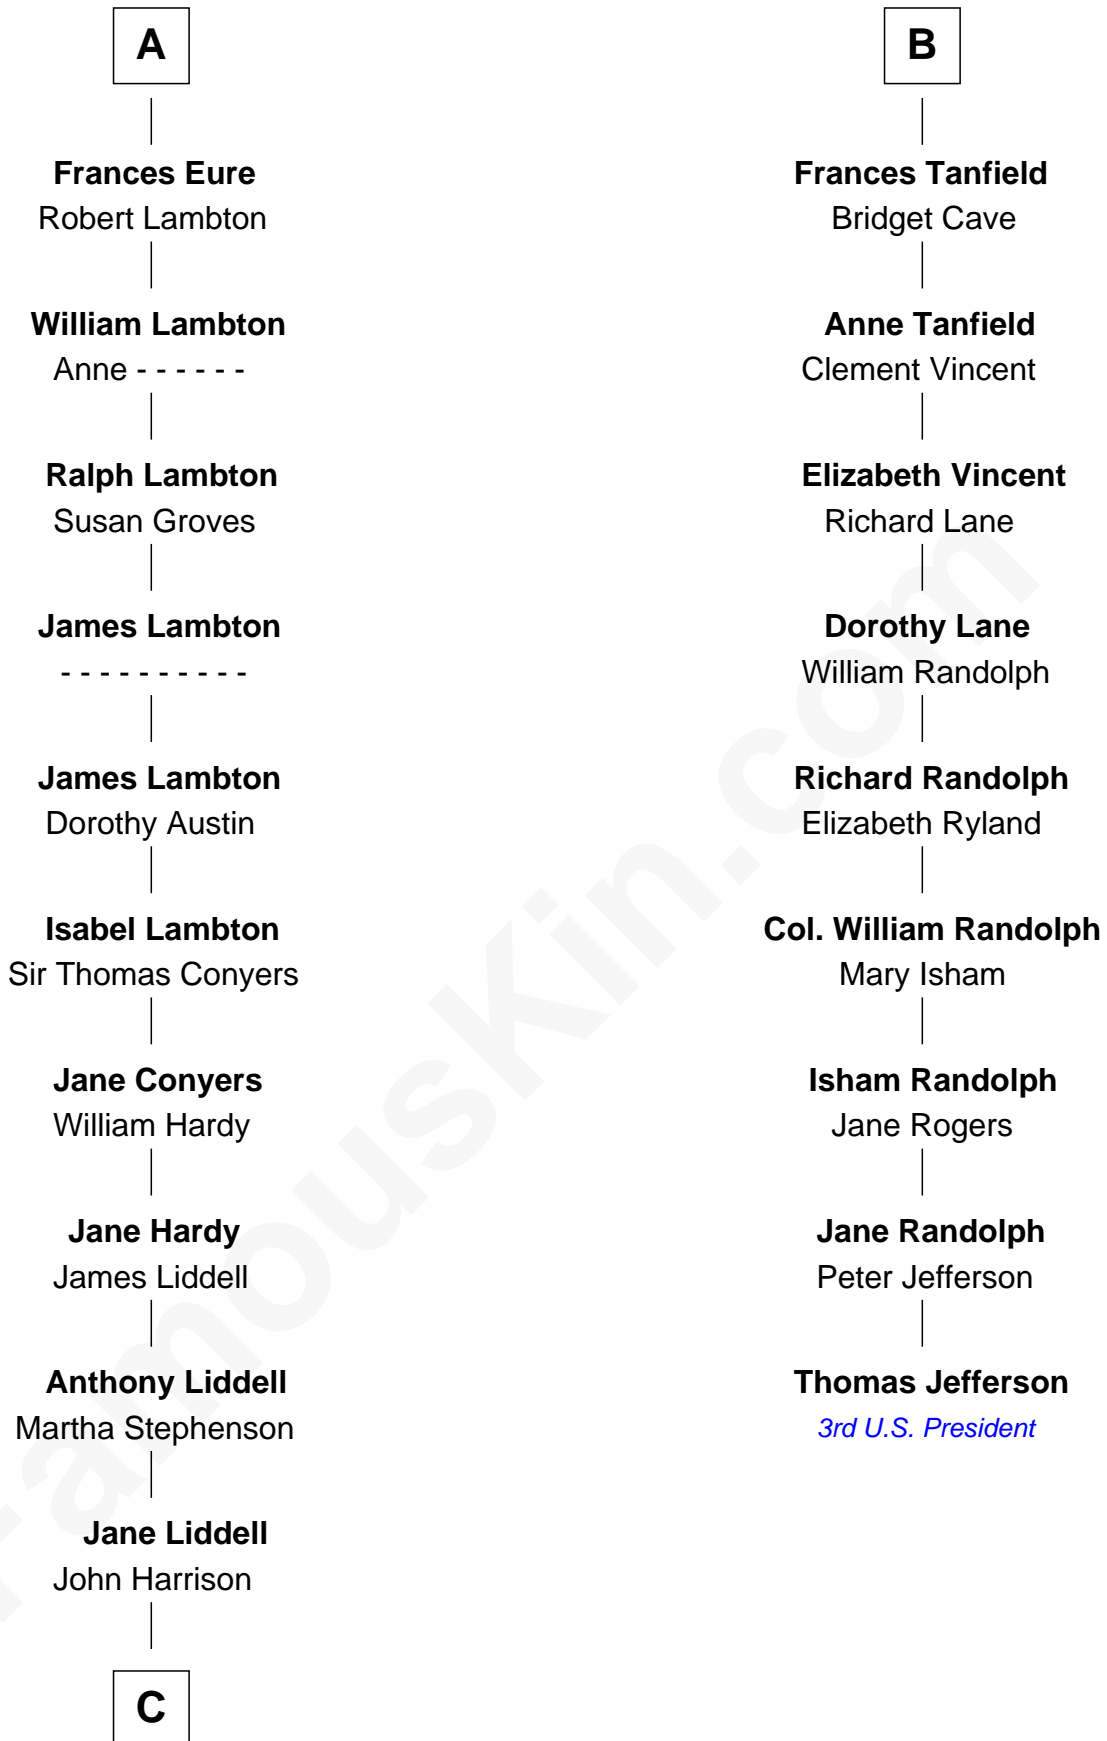 A
Frances Eure
Robert Lambton
William Lambton
Anne - - - - - -
Ralph Lambton
Susan Groves
James Lambton
- - - - - - - - - -
James Lambton
Dorothy Austin
Isabel Lambton
Sir Thomas Conyers
Jane Conyers
William Hardy
Jane Hardy
James Liddell
Anthony Liddell
Martha Stephenson
Jane Liddell
John Harrison
C
B
Frances Tanfield
Bridget Cave
Anne Tanfield
Clement Vincent
Elizabeth Vincent
Richard Lane
Dorothy Lane
William Randolph
Richard Randolph
Elizabeth Ryland
Col. William Randolph
Mary Isham
Isham Randolph
Jane Rogers
Jane Randolph
Peter Jefferson
Thomas Jefferson
3rd U.S. President
FamousKin.com